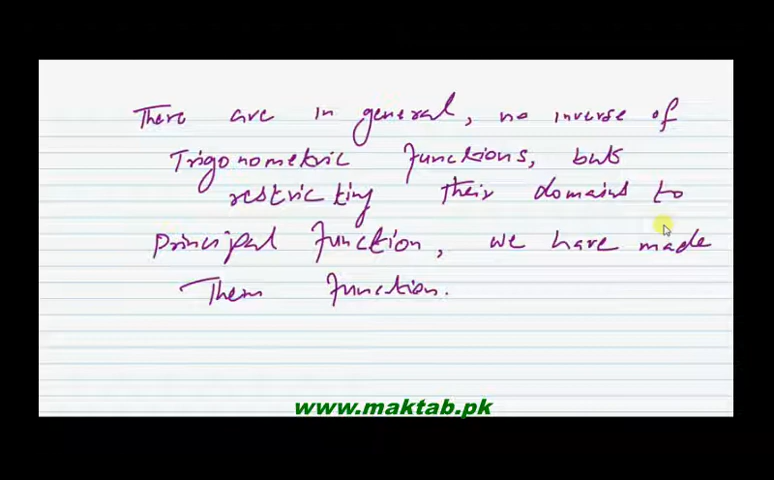 There are in general, no inverse of
Trigonometric functions, but
restricting their domains to
principal function, we have made
Them function.
www.maktab.pk